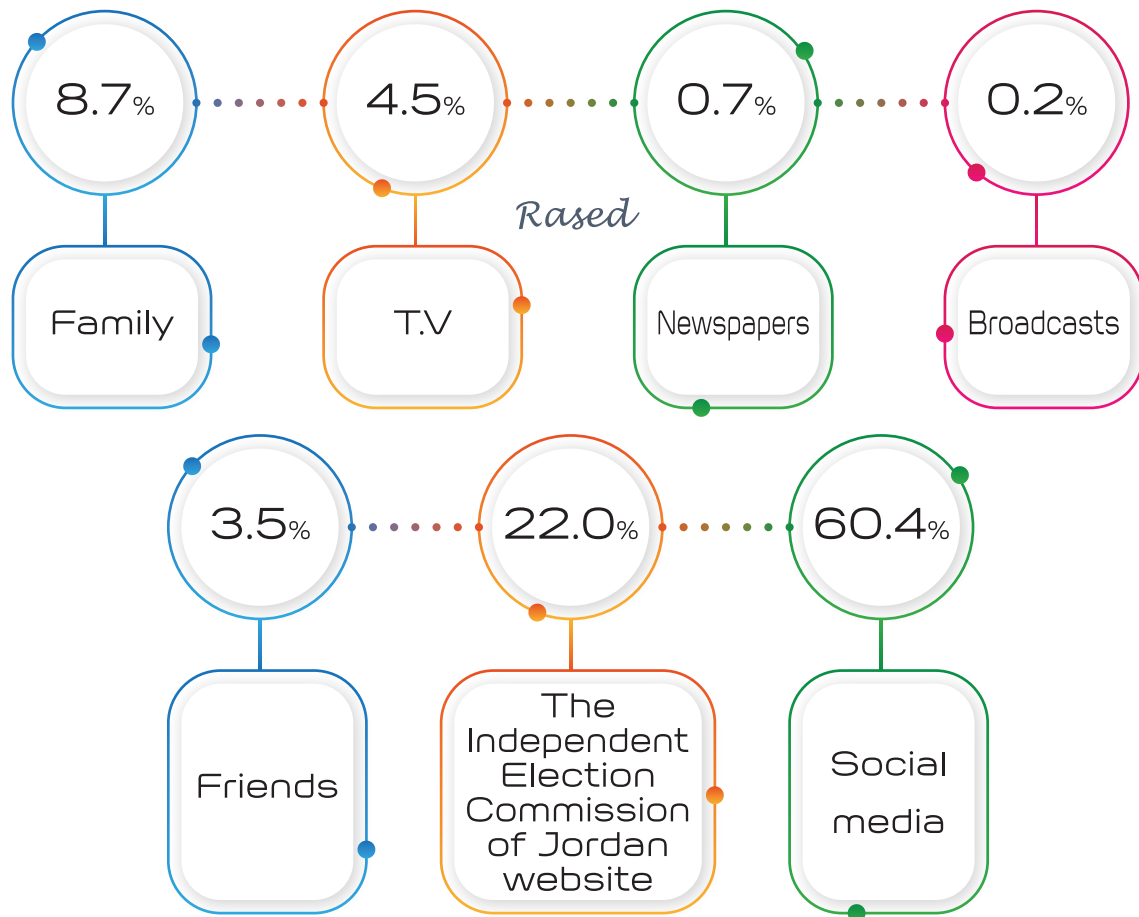 8.7% 4.5% 0.7% 0.2%
Rased
Family T.V Newspapers Broadcasts
3.5% 22.0% 60.4%
Friends
The
Independent
Election
Commission
of Jordan
website
Social
media